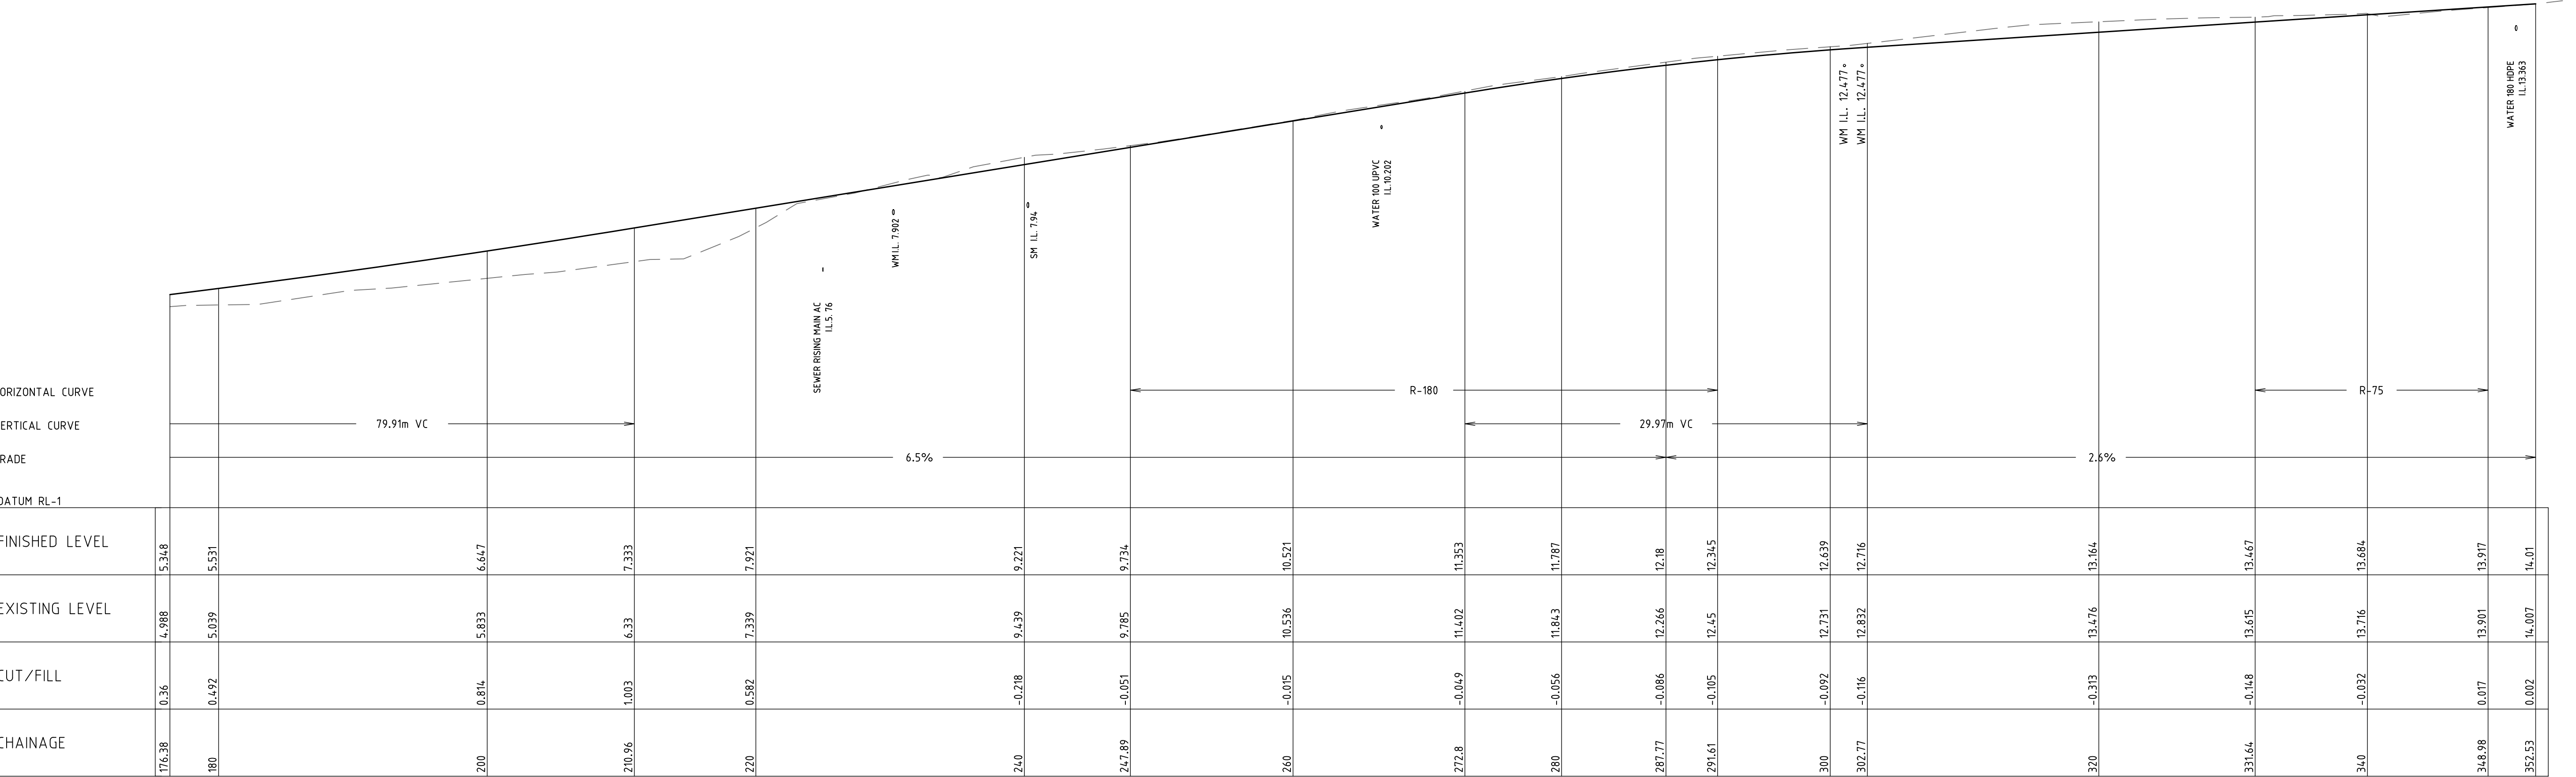 WM I.L. 12.477
WM I.L. 12.477
WATER 180 HDPE
I.L.13.363
WATER 100 UPVC
I.L.10.202
WM I.L. 7.902
SM I.L. 7.94
SEWER RISING MAIN AC
I.L.5. 76
ORIZONTAL CURVE R-180 R-75
ERTICAL CURVE 79.91m VC 29.97m VC
RADE 6.5% 2.6%
DATUM RL-1
FINISHED LEVEL 5.348 5.531 6.647 7.333 7.921 9.221 9.734 10.521 11.353 11.787 12.18 12.345 12.639 12.716 13.164 13.467 13.684 13.917 14.01
EXISTING LEVEL 4.988 5.039 5.833 6.33 7.339 9.439 9.785 10.536 11.402 11.843 12.266 12.45 12.731 12.832 13.476 13.615 13.716 13.901 14.007
CUT/FILL 0.36 0.492 0.814 1.003 0.582 -0.218 -0.051 -0.015 -0.049 -0.056 -0.086 -0.105 -0.092 -0.116 -0.313 -0.148 -0.032 0.017 0.002
CHAINAGE 176.38 180 200 210.96 220 240 247.89 260 272.8 280 287.77 291.61 300 302.77 320 331.64 340 348.98 352.53